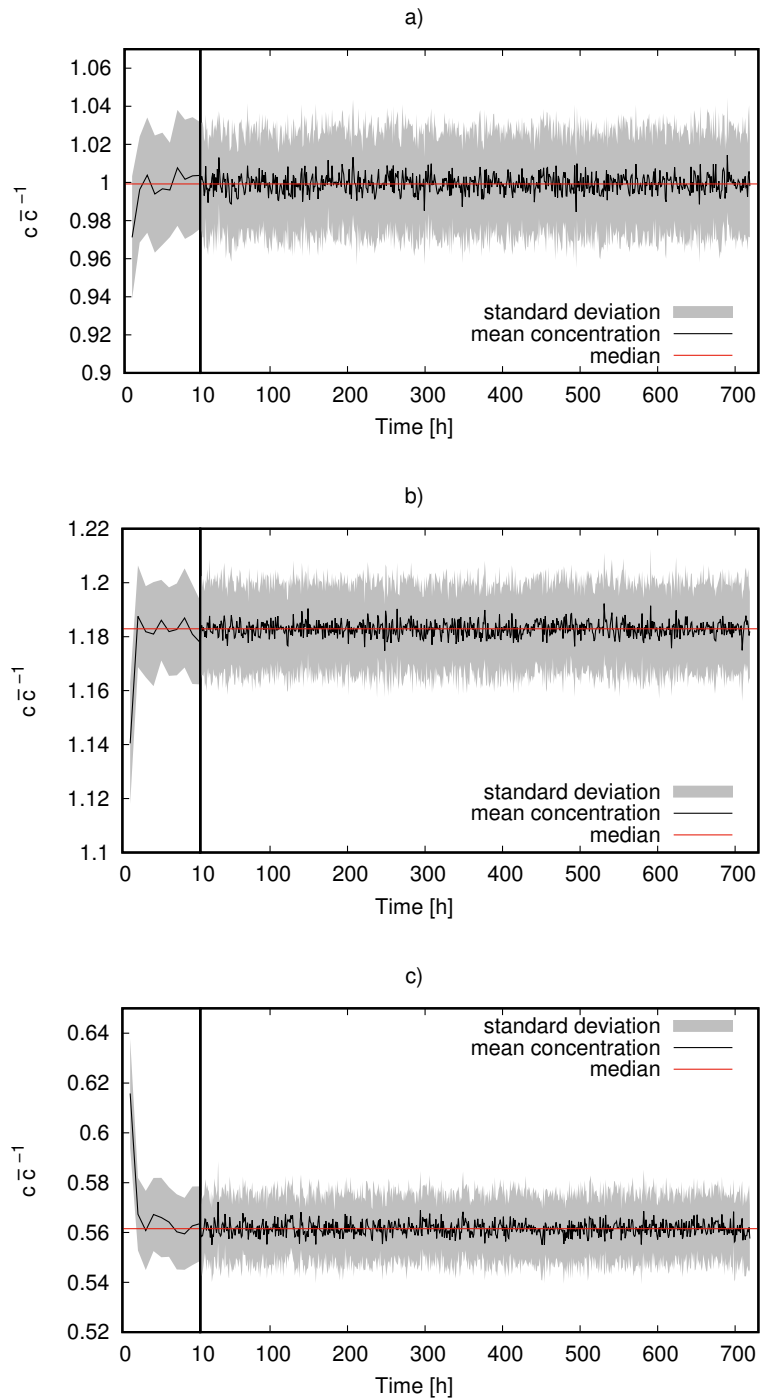 a)
1.06
1.04
1.02
1
0.98
0.96
0.94
0.92
0.9
c c̄⁻¹
standard deviation
mean concentration
median
0 10 100 200 300 400 500 600 700
Time [h]
b)
1.22
1.2
1.18
1.16
1.14
1.12
1.1
c c̄⁻¹
standard deviation
mean concentration
median
0 10 100 200 300 400 500 600 700
Time [h]
c)
0.64
0.62
0.6
0.58
0.56
0.54
0.52
c c̄⁻¹
standard deviation
mean concentration
median
0 10 100 200 300 400 500 600 700
Time [h]